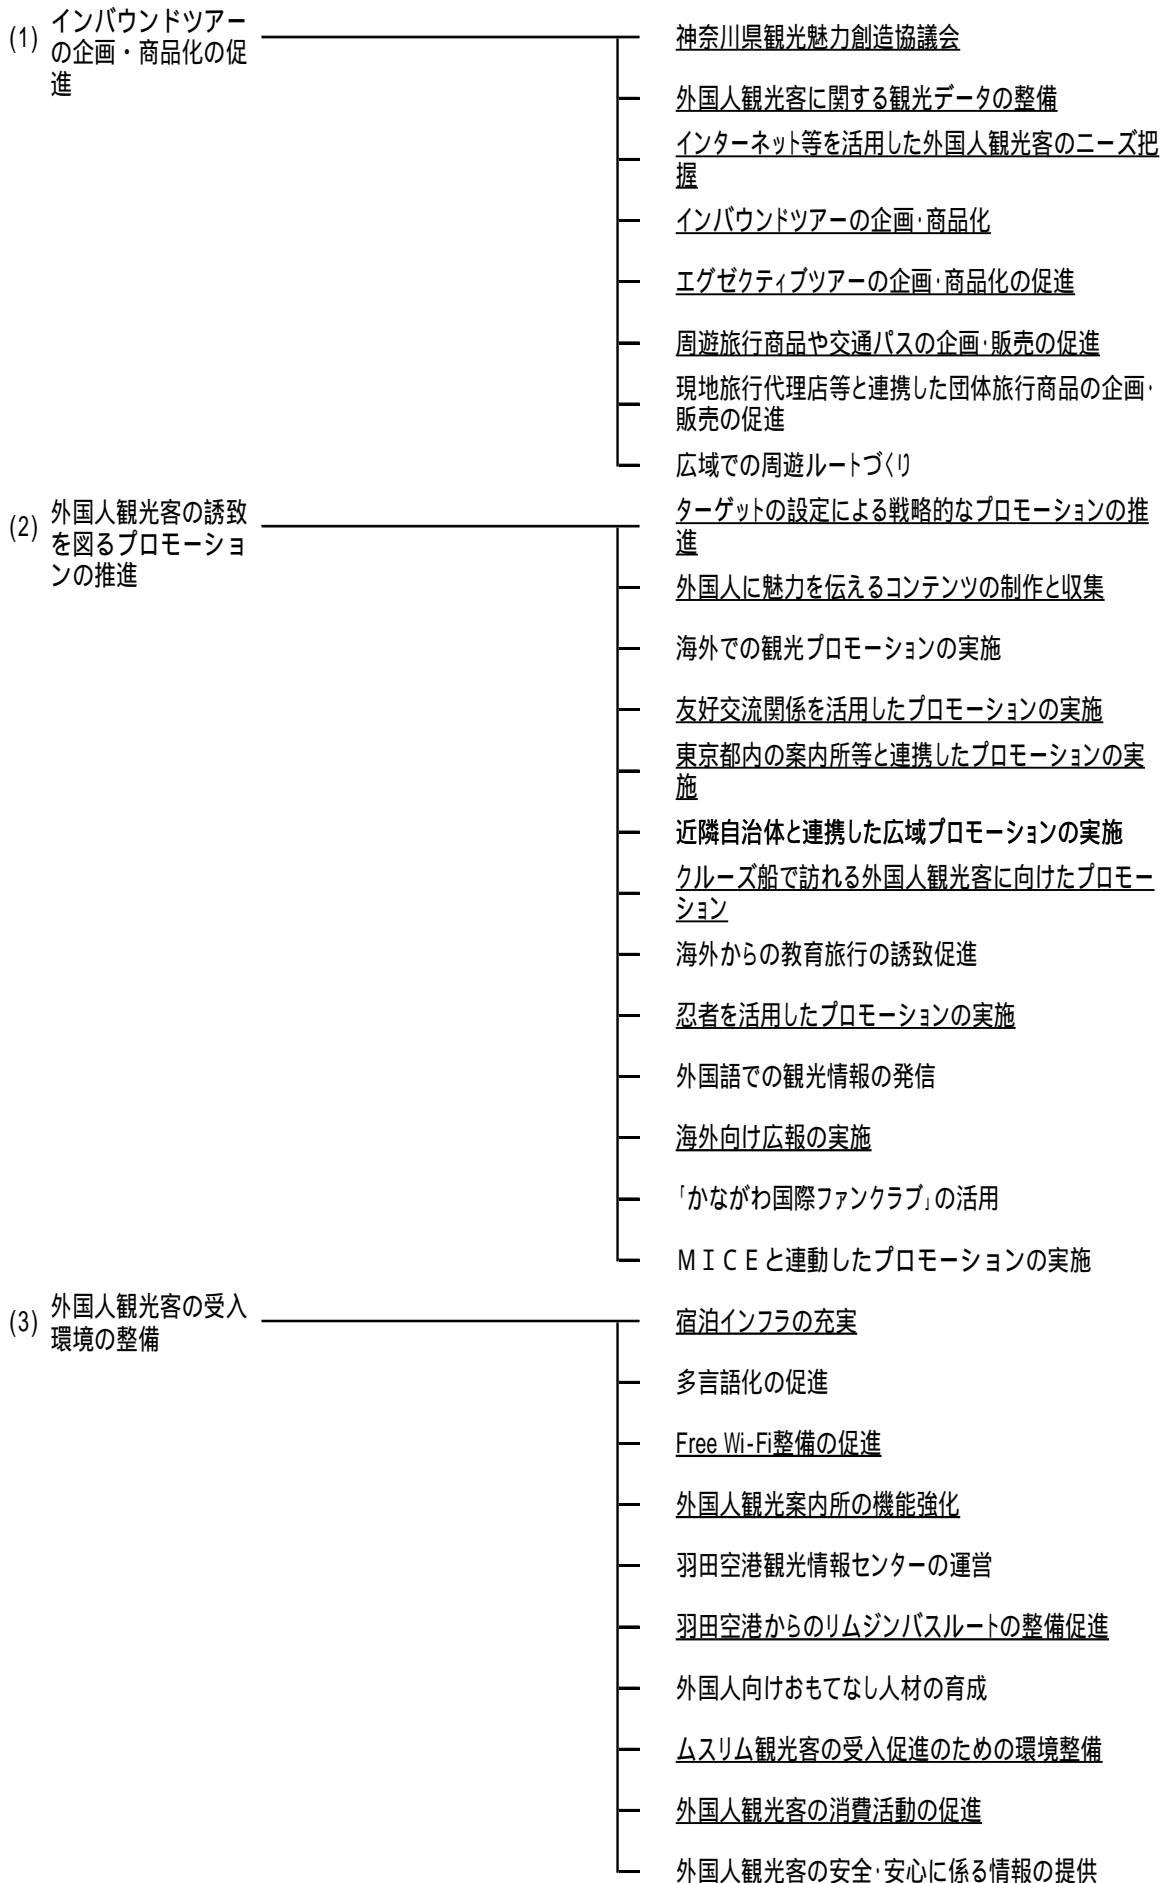 (1) インバウンドツアー
の企画・商品化の促
進
神奈川県観光魅力創造協議会
外国人観光客に関する観光データの整備
インターネット等を活用した外国人観光客のニーズ把
握
インバウンドツアーの企画・商品化
エグゼクティブツアーの企画・商品化の促進
周遊旅行商品や交通パスの企画・販売の促進
現地旅行代理店等と連携した団体旅行商品の企画・
販売の促進
広域での周遊ルートづくり
(2) 外国人観光客の誘致
を図るプロモーショ
ンの推進
ターゲットの設定による戦略的なプロモーションの推
進
外国人に魅力を伝えるコンテンツの制作と収集
海外での観光プロモーションの実施
友好交流関係を活用したプロモーションの実施
東京都内の案内所等と連携したプロモーションの実
施
近隣自治体と連携した広域プロモーションの実施
クルーズ船で訪れる外国人観光客に向けたプロモー
ション
海外からの教育旅行の誘致促進
忍者を活用したプロモーションの実施
外国語での観光情報の発信
海外向け広報の実施
「かながわ国際ファンクラブ」の活用
ＭＩＣＥと連動したプロモーションの実施
(3) 外国人観光客の受入
環境の整備
宿泊インフラの充実
多言語化の促進
Free Wi-Fi整備の促進
外国人観光案内所の機能強化
羽田空港観光情報センターの運営
羽田空港からのリムジンバスルートの整備促進
外国人向けおもてなし人材の育成
ムスリム観光客の受入促進のための環境整備
外国人観光客の消費活動の促進
外国人観光客の安全・安心に係る情報の提供